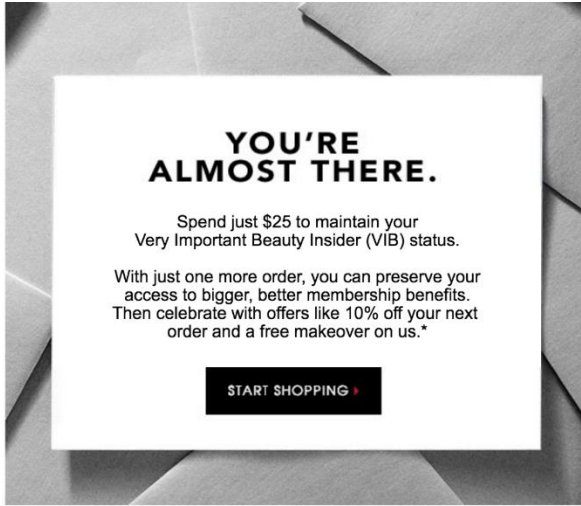 YOU'RE
ALMOST THERE.
Spend just $25 to maintain your
Very Important Beauty Insider (VIB) status.
With just one more order, you can preserve your
access to bigger, better membership benefits.
Then celebrate with offers like 10% off your next
order and a free makeover on us.*
START SHOPPING